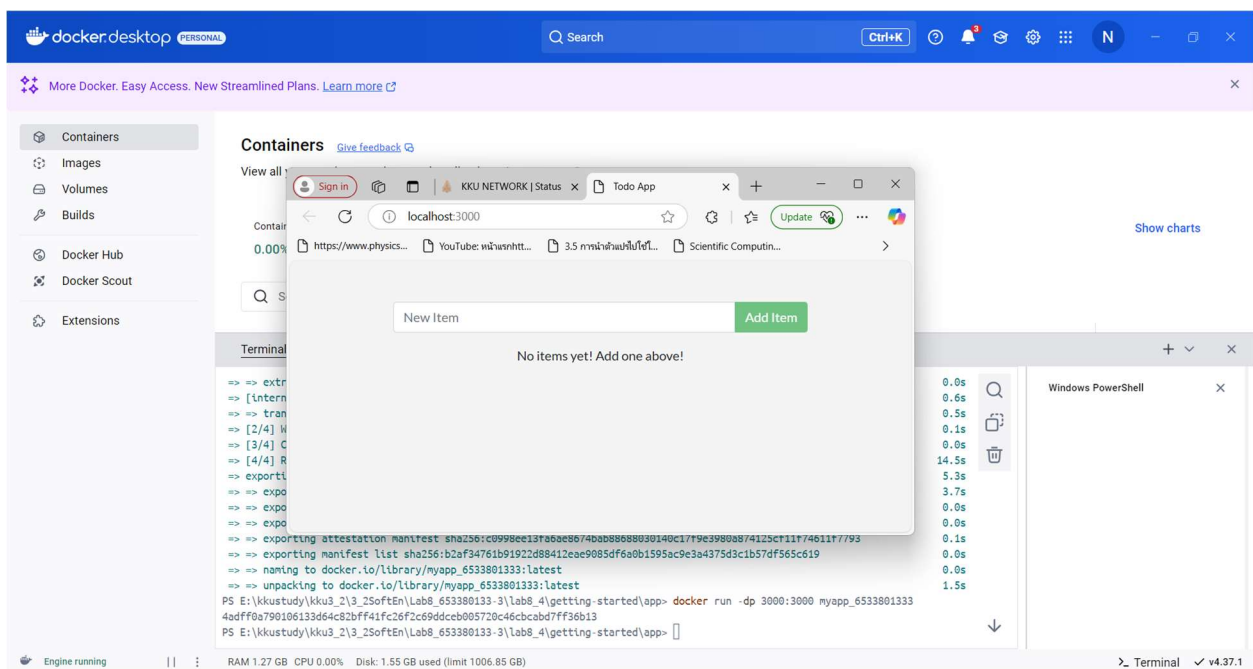 docker.desktop PERSONAL
Search
Ctrl+K
3
N
More Docker. Easy Access. New Streamlined Plans. Learn more
Containers
Images
Volumes
Builds
Docker Hub
Docker Scout
Extensions
Containers Give feedback
View all
Contain
0.00%
Show charts
Sign in
KKU NETWORK | Status
Todo App
localhost:3000
Update
https://www.physics...
YouTube: หน้าแรกhtt...
3.5 การนำตัวแปรไปใช้ใ...
Scientific Computin...
New Item
Add Item
No items yet! Add one above!
Terminal
Windows PowerShell
=> => extr 0.0s
=> [intern 0.6s
=> => tran 0.5s
=> [2/4] W 0.1s
=> [3/4] C 0.0s
=> [4/4] R 14.5s
=> exporti 5.3s
=> => expo 3.7s
=> => expo 0.0s
=> => expo 0.0s
=> => exporting attestation manifest sha256:c0998ee13fa6ae8674bab88688030140c17f9e3980a874125cf11f74611f7793 0.1s
=> => exporting manifest list sha256:b2af34761b91922d88412eae9085df6a0b1595ac9e3a4375d3c1b57df565c619 0.0s
=> => naming to docker.io/library/myapp_6533801333:latest 0.0s
=> => unpacking to docker.io/library/myapp_6533801333:latest 1.5s
PS E:\kkustudy\kku3_2\3_2SoftEn\Lab8_653380133-3\lab8_4\getting-started\app> docker run -dp 3000:3000 myapp_6533801333
4adff0a790106133d64c82bff41fc26f2c69ddceb005720c46cbcabd7ff36b13
PS E:\kkustudy\kku3_2\3_2SoftEn\Lab8_653380133-3\lab8_4\getting-started\app>
Engine running
RAM 1.27 GB CPU 0.00% Disk: 1.55 GB used (limit 1006.85 GB)
Terminal
v4.37.1